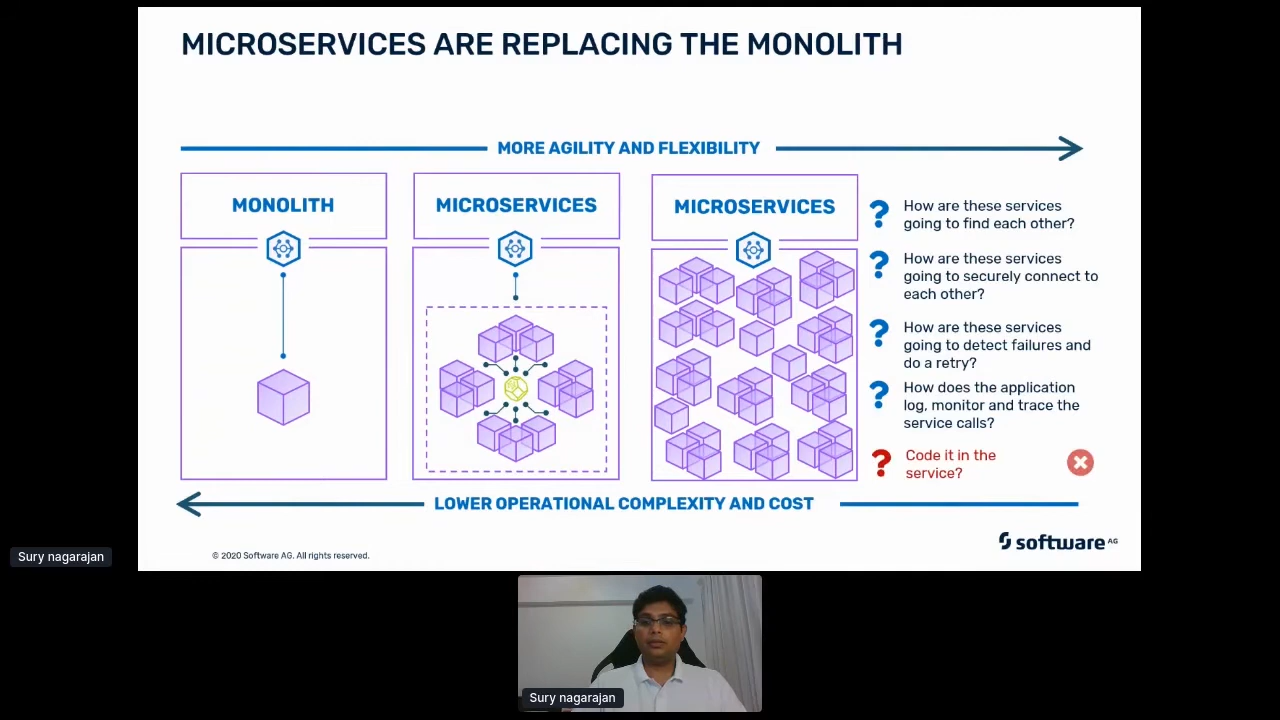 MICROSERVICES ARE REPLACING THE MONOLITH
MORE AGILITY AND FLEXIBILITY
MONOLITH
MICROSERVICES
MICROSERVICES
? How are these services
going to find each other?
? How are these services
going to securely connect to
each other?
? How are these services
going to detect failures and
do a retry?
? How does the application
log, monitor and trace the
service calls?
? Code it in the
service?
LOWER OPERATIONAL COMPLEXITY AND COST
© 2020 Software AG. All rights reserved.
software AG
Sury nagarajan
Sury nagarajan